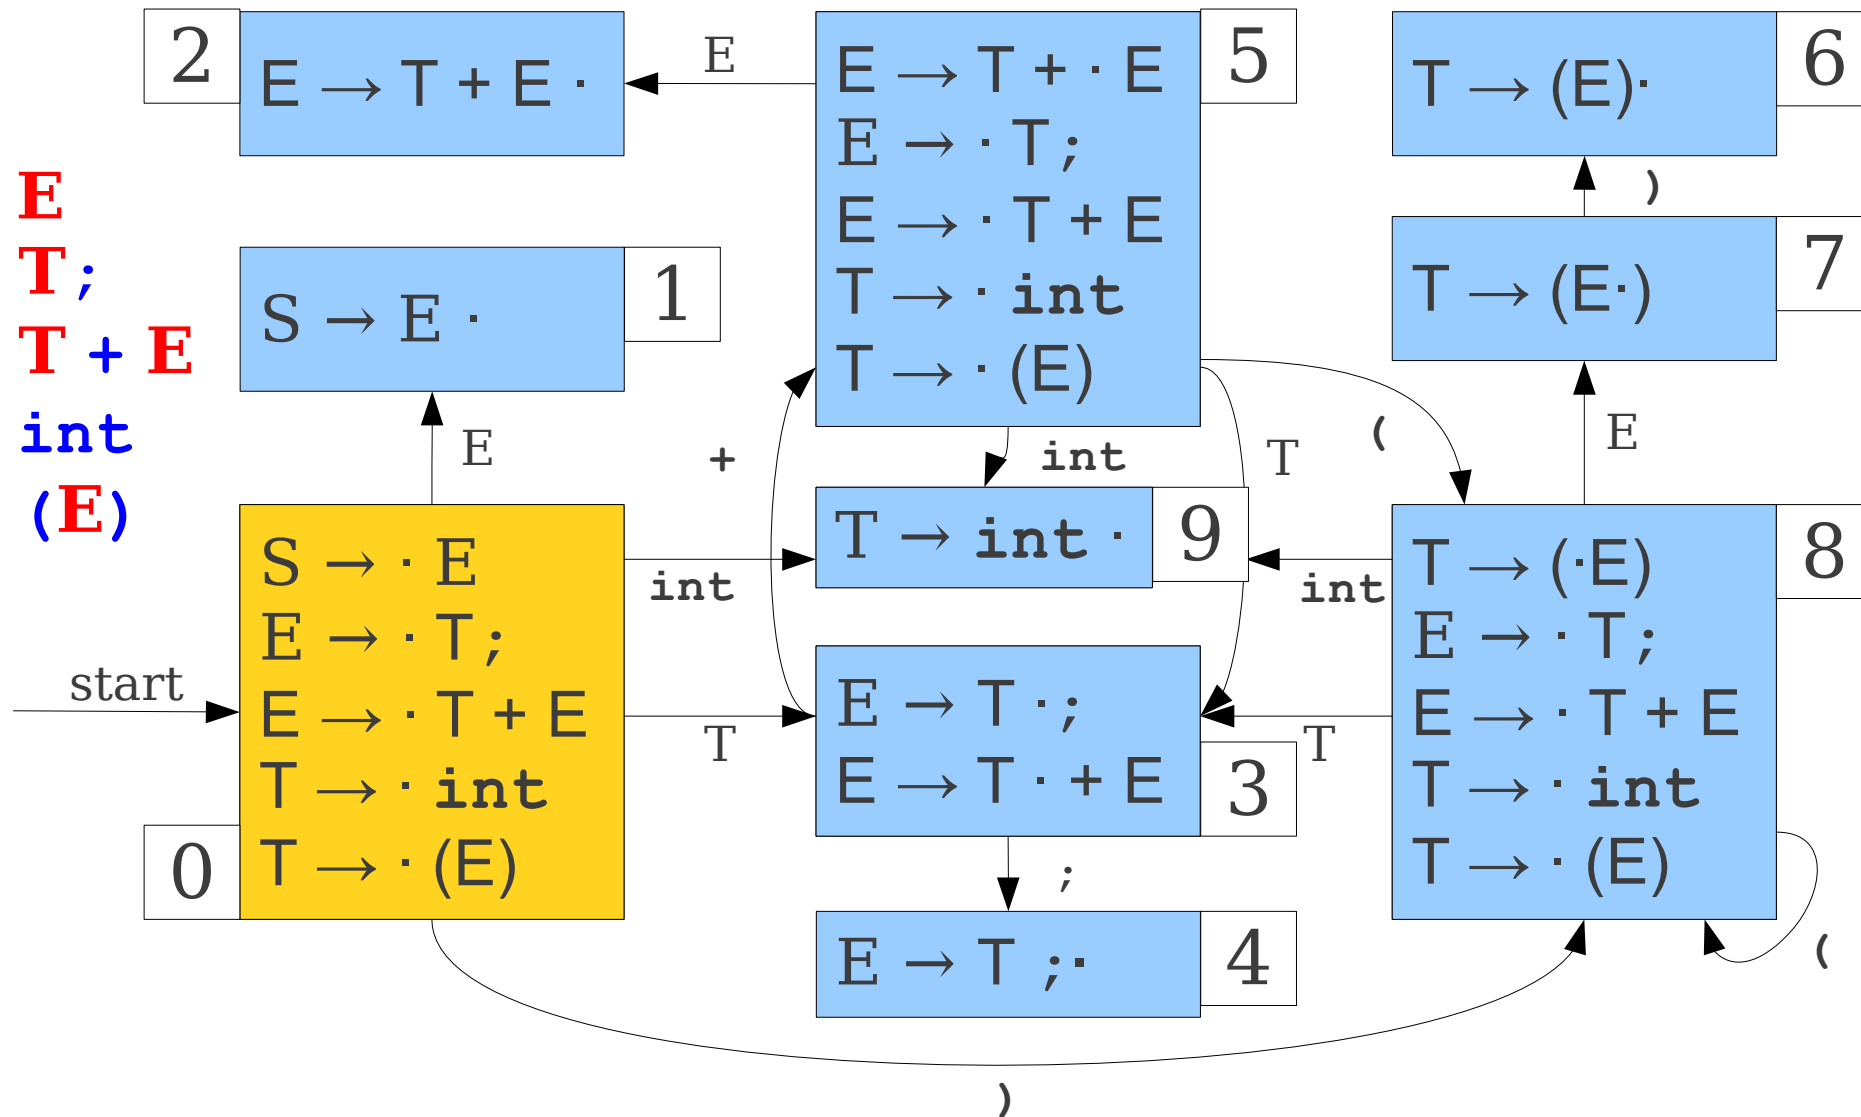 E
T ;
T + E
int
(E)
start
2
E → T + E ·
E
5
E → T + · E
E → · T ;
E → · T + E
T → · int
T → · (E)
6
T → (E)·
)
7
T → (E·)
1
S → E ·
E
+
int
T
(
E
9
T → int ·
0
S → · E
E → · T ;
E → · T + E
T → · int
T → · (E)
int
T
int
T
3
E → T · ;
E → T · + E
;
4
E → T ; ·
8
T → (·E)
E → · T ;
E → · T + E
T → · int
T → · (E)
(
)